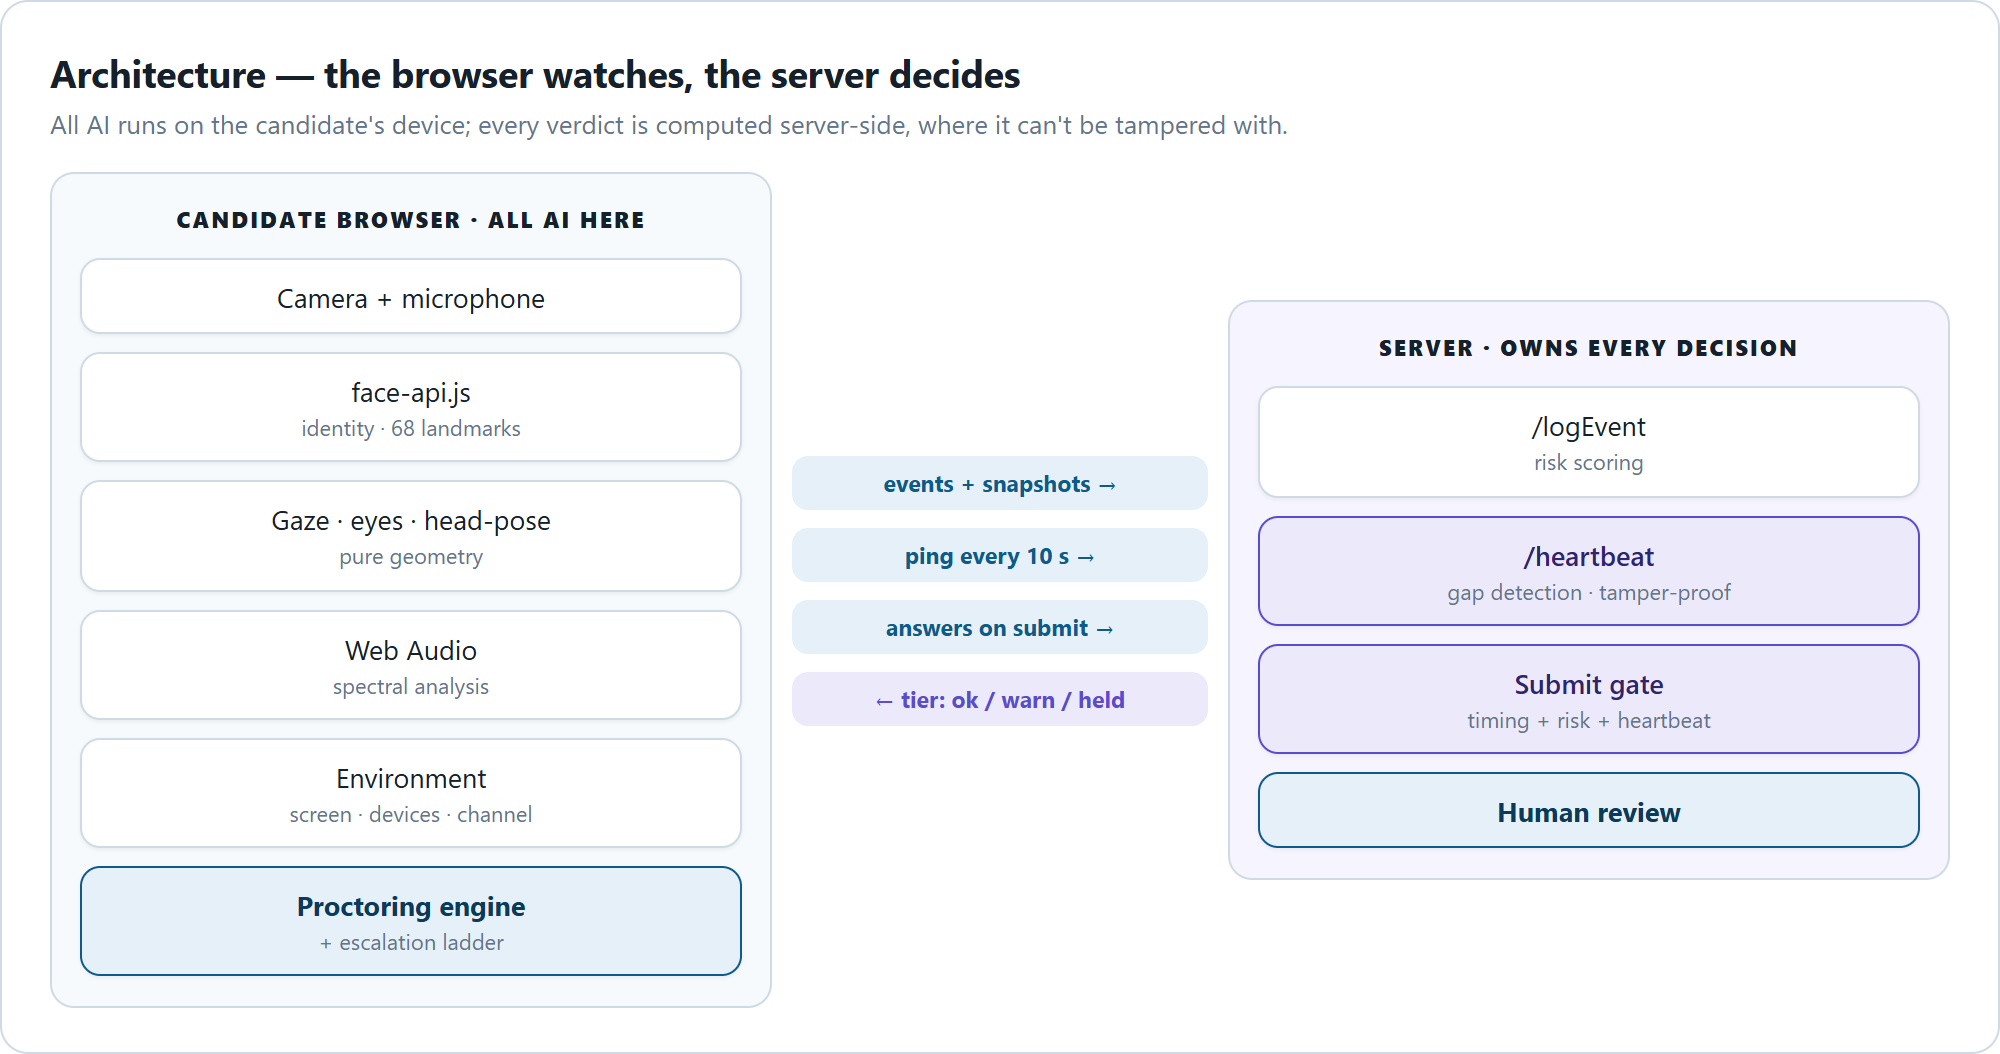 Architecture — the browser watches, the server decides
All AI runs on the candidate's device; every verdict is computed server-side, where it can't be tampered with.
CANDIDATE BROWSER · ALL AI HERE
Camera + microphone
face-api.js
identity · 68 landmarks
Gaze · eyes · head-pose
pure geometry
Web Audio
spectral analysis
Environment
screen · devices · channel
Proctoring engine
+ escalation ladder
events + snapshots →
ping every 10 s →
answers on submit →
← tier: ok / warn / held
SERVER · OWNS EVERY DECISION
/logEvent
risk scoring
/heartbeat
gap detection · tamper-proof
Submit gate
timing + risk + heartbeat
Human review